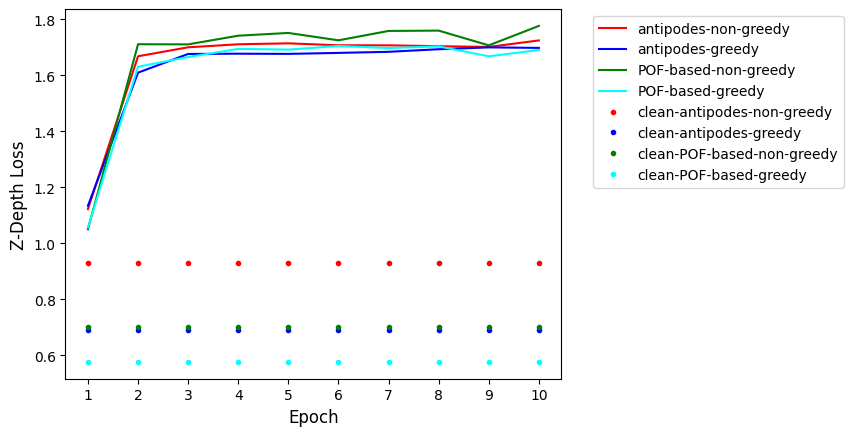 1.8
1.6
1.4
1.2
1.0
0.8
0.6
Z-Depth Loss
1 2 3 4 5 6 7 8 9 10
Epoch
antipodes-non-greedy
antipodes-greedy
POF-based-non-greedy
POF-based-greedy
clean-antipodes-non-greedy
clean-antipodes-greedy
clean-POF-based-non-greedy
clean-POF-based-greedy